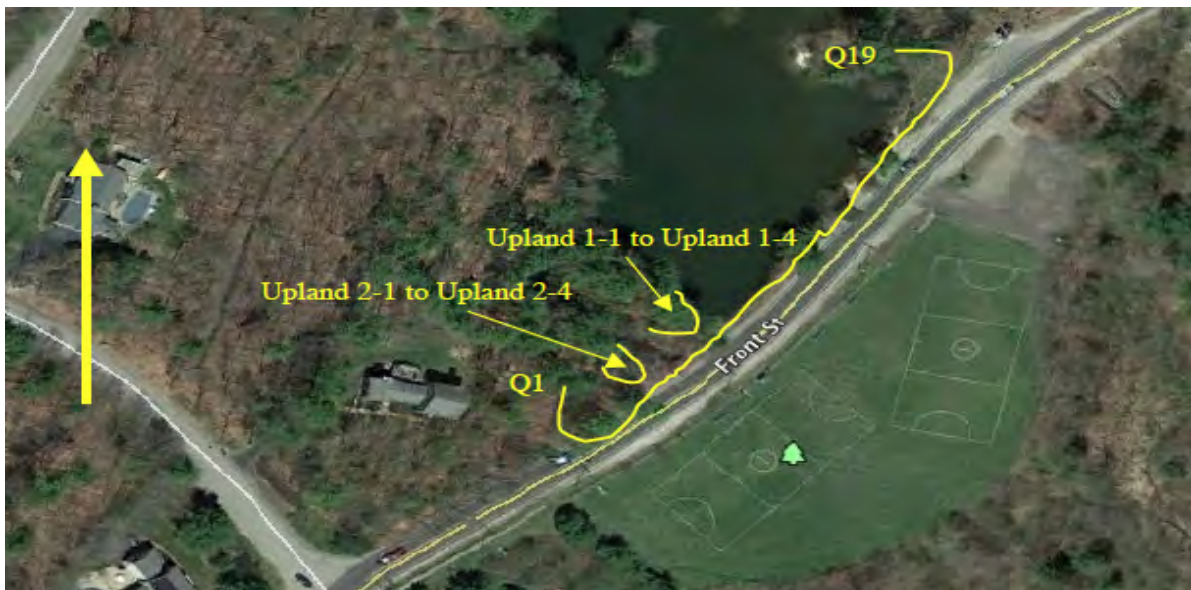 Q19
Upland 1-1 to Upland 1-4
Upland 2-1 to Upland 2-4
Front St
Q1